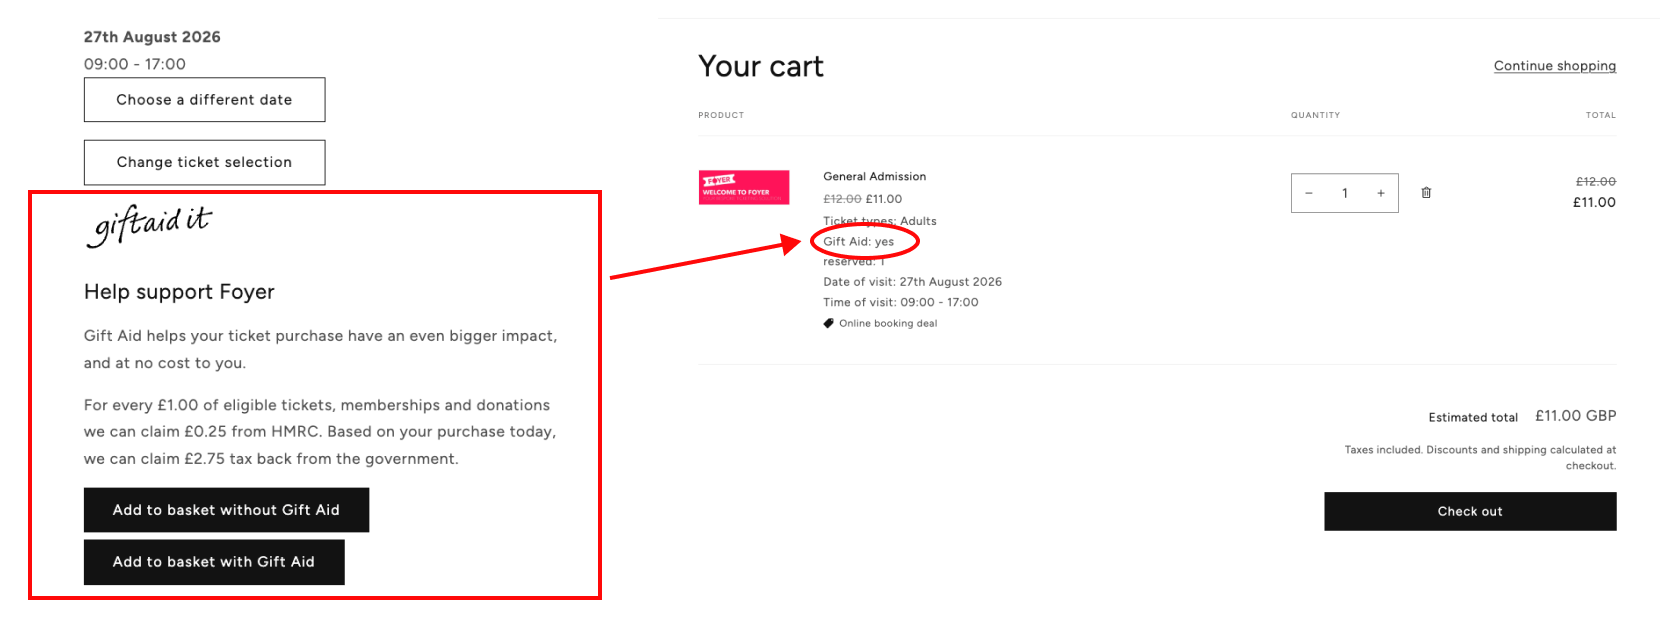 27th August 2026
09:00 - 17:00
Choose a different date
Change ticket selection
giftaid it
Help support Foyer
Gift Aid helps your ticket purchase have an even bigger impact,
and at no cost to you.
For every £1.00 of eligible tickets, memberships and donations
we can claim £0.25 from HMRC. Based on your purchase today,
we can claim £2.75 tax back from the government.
Add to basket without Gift Aid
Add to basket with Gift Aid
Your cart
Continue shopping
PRODUCT
QUANTITY
TOTAL
FOYER
WELCOME TO FOYER
General Admission
£12.00 £11.00
Ticket types: Adults
Gift Aid: yes
reserved: 1
Date of visit: 27th August 2026
Time of visit: 09:00 - 17:00
Online booking deal
− 1 +
£12.00
£11.00
Estimated total £11.00 GBP
Taxes included. Discounts and shipping calculated at
checkout.
Check out